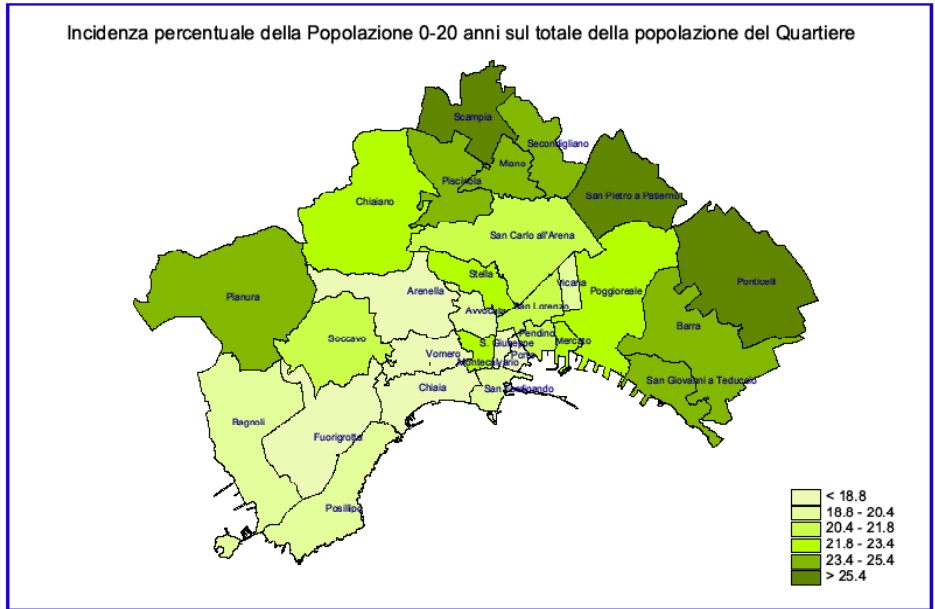 Incidenza percentuale della Popolazione 0-20 anni sul totale della popolazione del Quartiere
Scampia
Secondigliano
Miano
Piscinola
San Pietro a Patierno
Chiaiano
San Carlo all'Arena
Stella
Vicaria
Ponticelli
Poggioreale
Arenella
Pianura
San Lorenzo
Avvocata
Barra
Pendino
Soccavo
S. Giuseppe
Mercato
Vomero
Porto
Montecalvario
San Giovanni a Teduccio
Chiaia
San Ferdinando
Bagnoli
Fuorigrotta
Posillipo
< 18.8
18.8 - 20.4
20.4 - 21.8
21.8 - 23.4
23.4 - 25.4
> 25.4